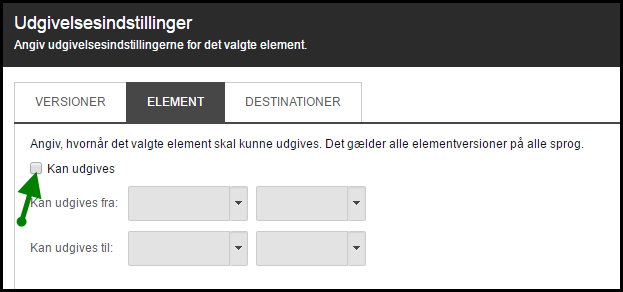 Udgivelsesindstillinger
Angiv udgivelsesindstillingerne for det valgte element.
VERSIONER ELEMENT DESTINATIONER
Angiv, hvornår det valgte element skal kunne udgives. Det gælder alle elementversioner på alle sprog.
Kan udgives
Kan udgives fra:
Kan udgives til: